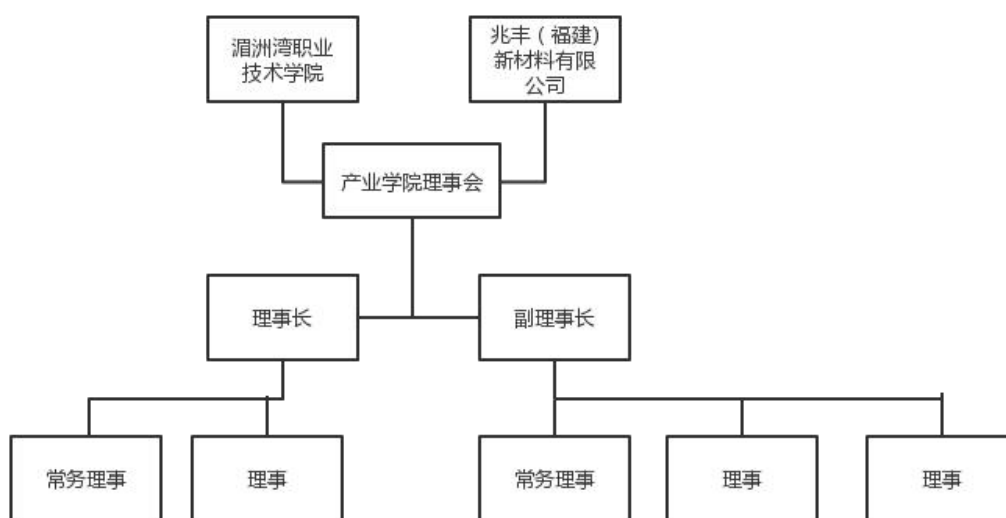 湄洲湾职业
技术学院
兆丰（福建）
新材料有限
公司
产业学院理事会
理事长
副理事长
常务理事
理事
常务理事
理事
理事